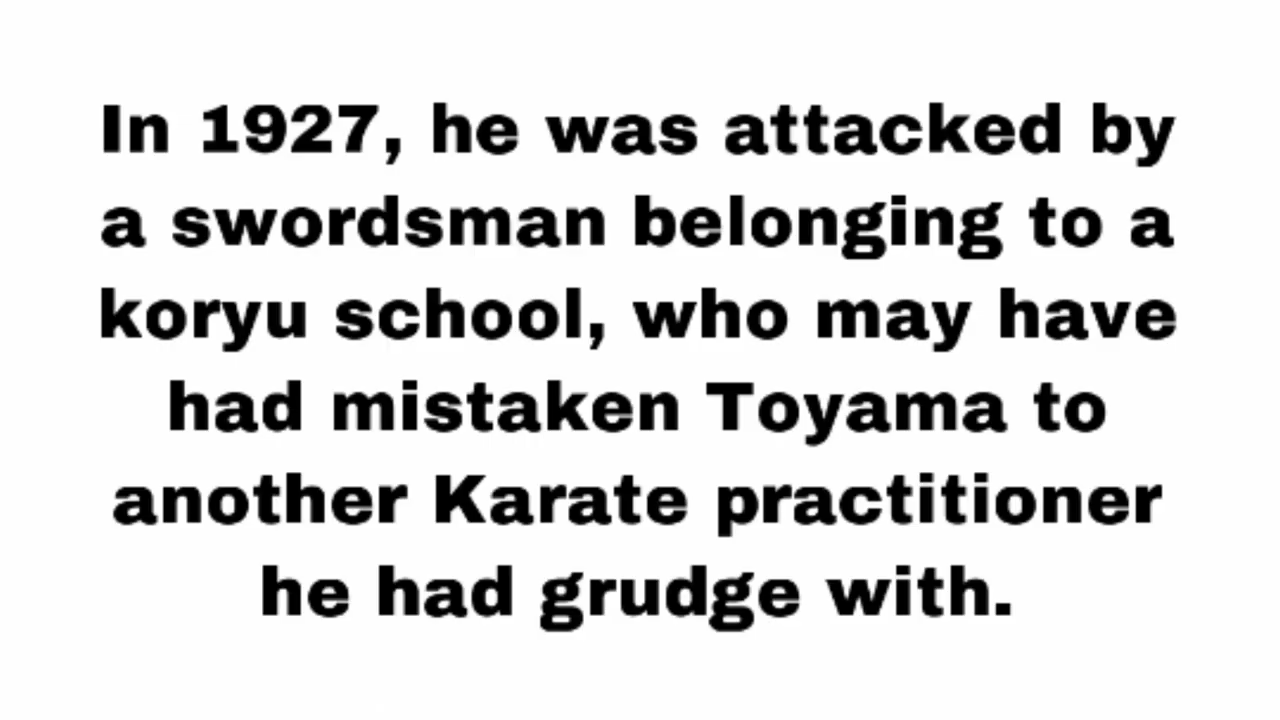 In 1927, he was attacked by
a swordsman belonging to a
koryu school, who may have
had mistaken Toyama to
another Karate practitioner
he had grudge with.